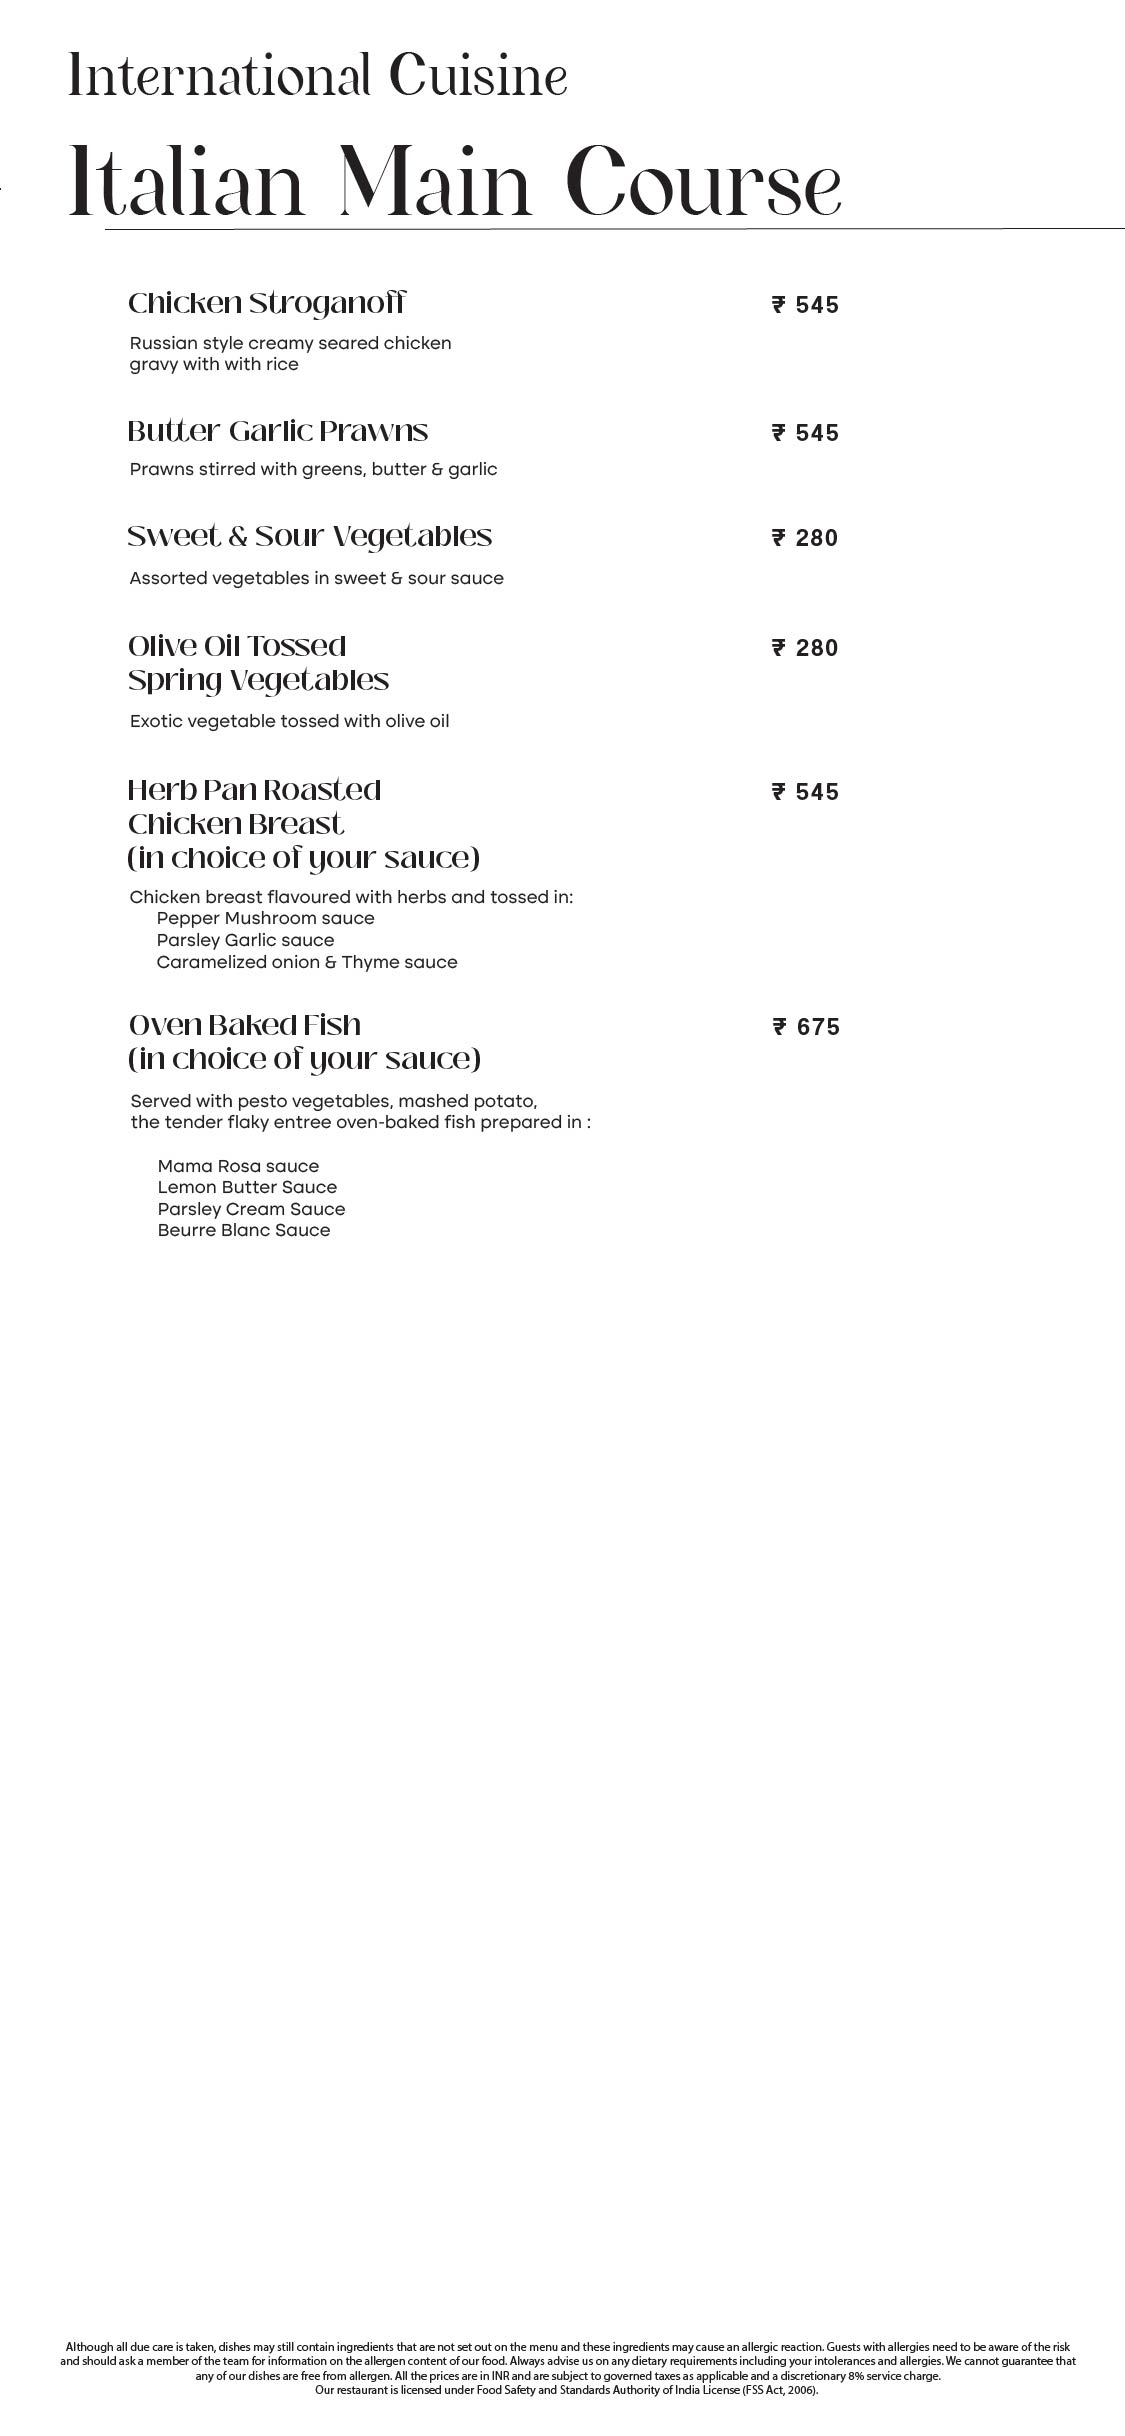 International Cuisine
Italian Main Course
Chicken Stroganoff ₹ 545
Russian style creamy seared chicken
gravy with with rice
Butter Garlic Prawns ₹ 545
Prawns stirred with greens, butter & garlic
Sweet & Sour Vegetables ₹ 280
Assorted vegetables in sweet & sour sauce
Olive Oil Tossed ₹ 280
Spring Vegetables
Exotic vegetable tossed with olive oil
Herb Pan Roasted ₹ 545
Chicken Breast
(in choice of your sauce)
Chicken breast flavoured with herbs and tossed in:
Pepper Mushroom sauce
Parsley Garlic sauce
Caramelized onion & Thyme sauce
Oven Baked Fish ₹ 675
(in choice of your sauce)
Served with pesto vegetables, mashed potato,
the tender flaky entree oven-baked fish prepared in :
Mama Rosa sauce
Lemon Butter Sauce
Parsley Cream Sauce
Beurre Blanc Sauce
Although all due care is taken, dishes may still contain ingredients that are not set out on the menu and these ingredients may cause an allergic reaction. Guests with allergies need to be aware of the risk
and should ask a member of the team for information on the allergen content of our food. Always advise us on any dietary requirements including your intolerances and allergies. We cannot guarantee that
any of our dishes are free from allergen. All the prices are in INR and are subject to governed taxes as applicable and a discretionary 8% service charge.
Our restaurant is licensed under Food Safety and Standards Authority of India License (FSS Act, 2006).